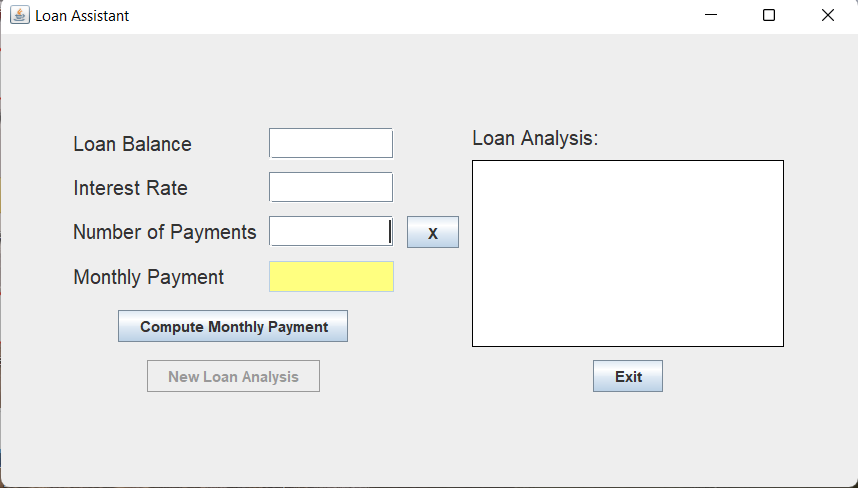 Loan Assistant
Loan Balance
Interest Rate
Number of Payments
X
Monthly Payment
Compute Monthly Payment
New Loan Analysis
Loan Analysis:
Exit